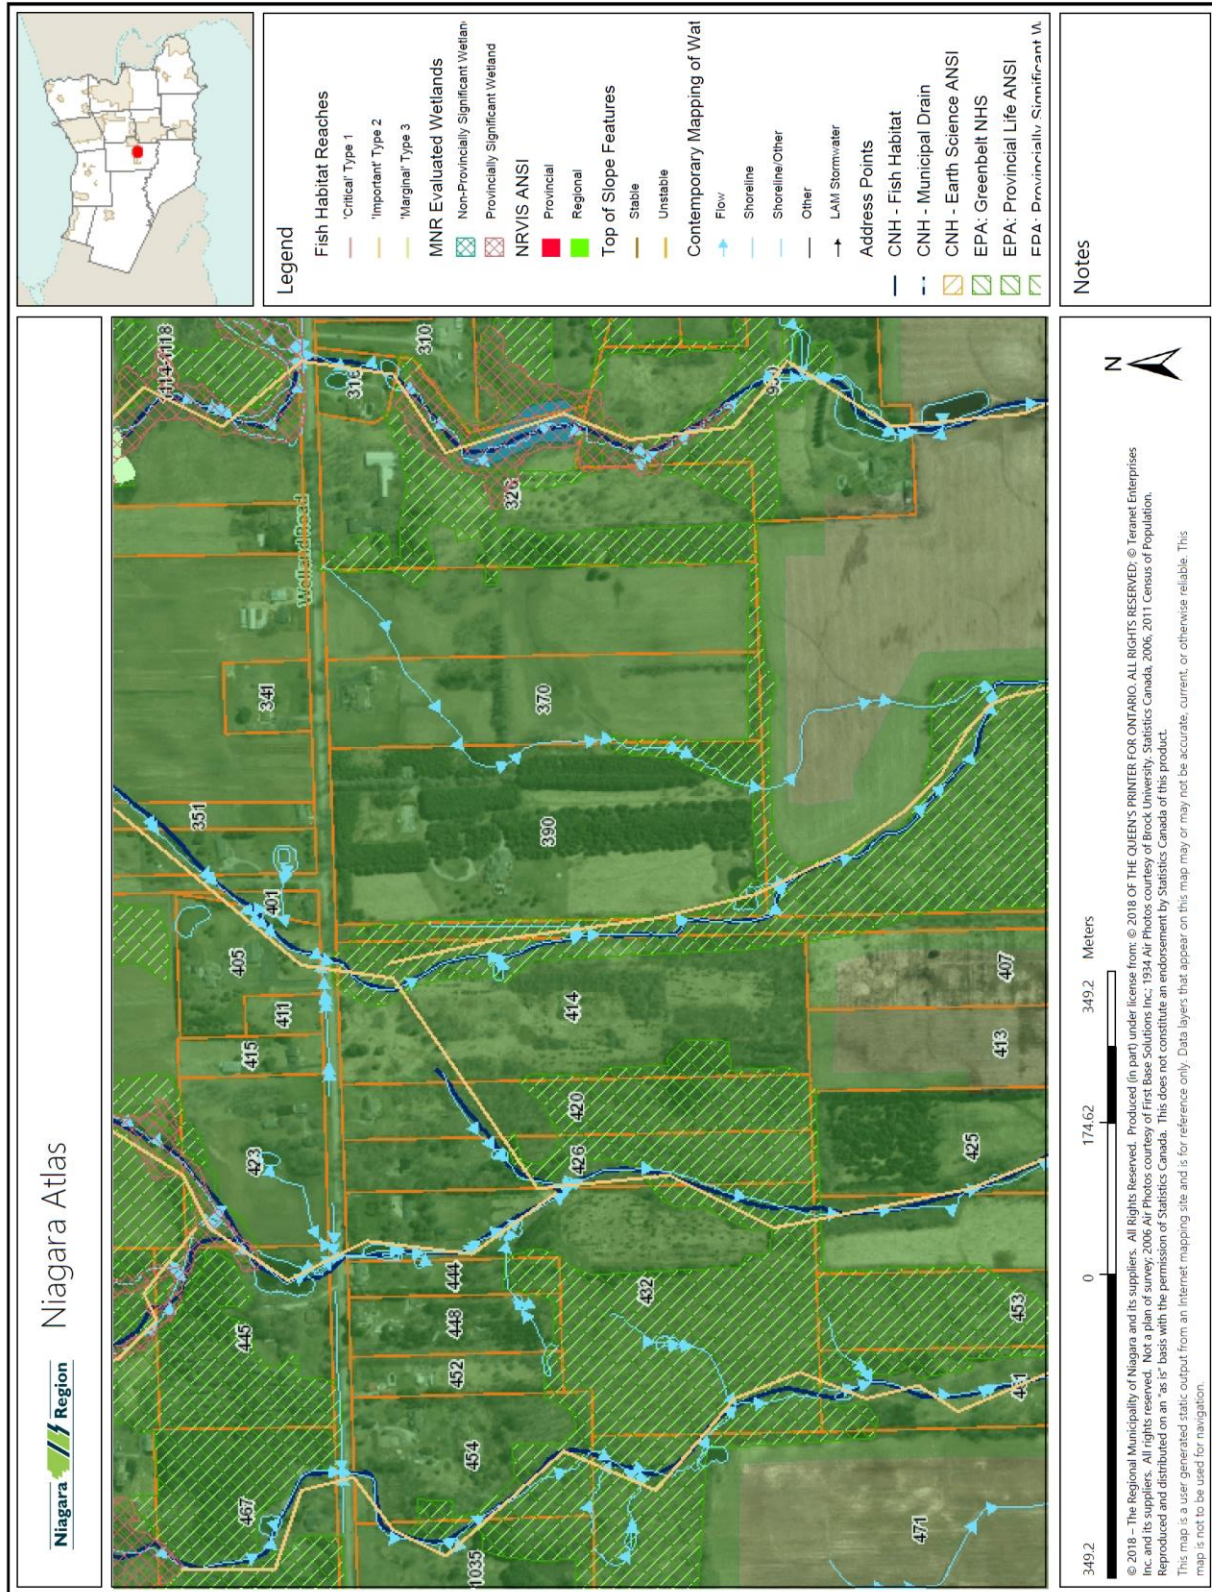 Niagara Region
Niagara Atlas
Legend
Fish Habitat Reaches
'Critical' Type 1
'Important' Type 2
'Marginal' Type 3
MNR Evaluated Wetlands
Non-Provincially Significant Wetlan
Provincially Significant Wetland
NRVIS ANSI
Provincial
Regional
Top of Slope Features
Stable
Unstable
Contemporary Mapping of Wat
Flow
Shoreline
Shoreline/Other
Other
LAM Stormwater
Address Points
CNH - Fish Habitat
CNH - Municipal Drain
CNH - Earth Science ANSI
EPA: Greenbelt NHS
EPA: Provincial Life ANSI
EPA: Provincially Significant W
Notes
467
445
423
415
411
405
401
351
341
Welland Road
1114-1118
316
310
326
1035
454
452
448
444
432
426
420
414
390
370
471
461
453
425
413
407
349.2
0
174.62
349.2 Meters
N
© 2018 – The Regional Municipality of Niagara and its suppliers. All Rights Reserved. Produced (in part) under license from: © 2018 OF THE QUEEN'S PRINTER FOR ONTARIO. ALL RIGHTS RESERVED; © Teranet Enterprises
Inc. and its suppliers. All rights reserved. Not a plan of survey; 2006 Air Photos courtesy of First Base Solutions Inc.; 1934 Air Photos courtesy of Brock University. Statistics Canada, 2006, 2011 Census of Population.
Reproduced and distributed on an "as is" basis with the permission of Statistics Canada. This does not constitute an endorsement by Statistics Canada of this product.
This map is a user generated static output from an Internet mapping site and is for reference only. Data layers that appear on this map may or may not be accurate, current, or otherwise reliable. This
map is not to be used for navigation.